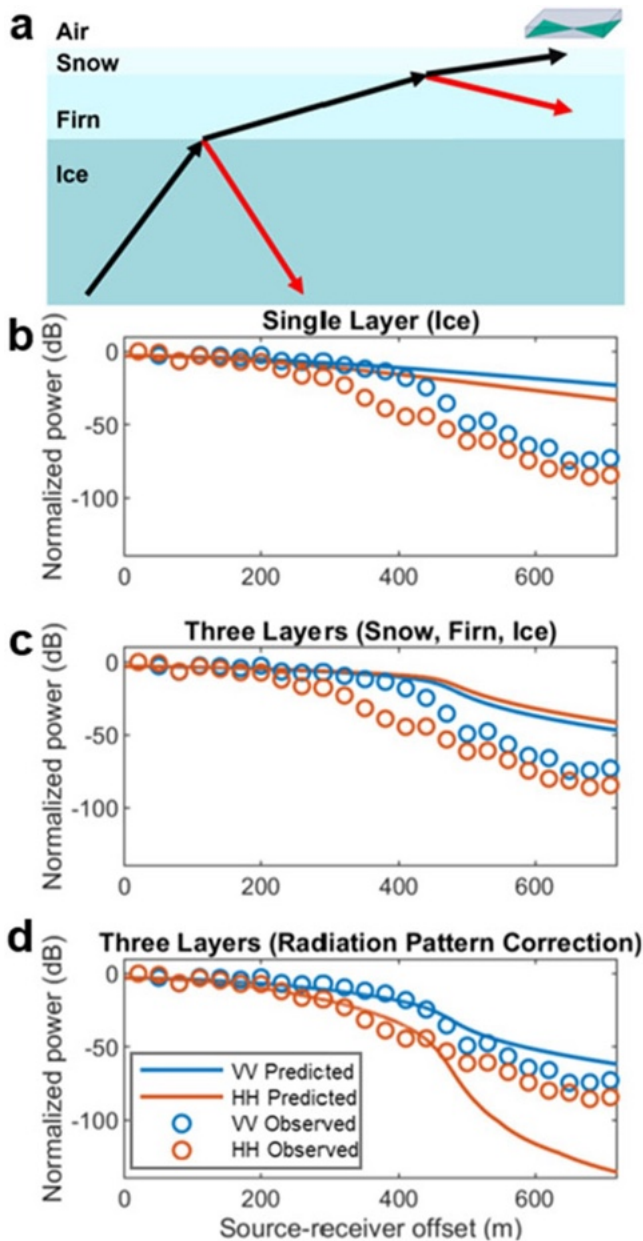 a
Air
Snow
Firn
Ice
b
Single Layer (Ice)
Normalized power (dB)
0
-50
-100
0
200
400
600
c
Three Layers (Snow, Firn, Ice)
Normalized power (dB)
0
-50
-100
0
200
400
600
d
Three Layers (Radiation Pattern Correction)
Normalized power (dB)
0
-50
-100
VV Predicted
HH Predicted
VV Observed
HH Observed
0
200
400
600
Source-receiver offset (m)